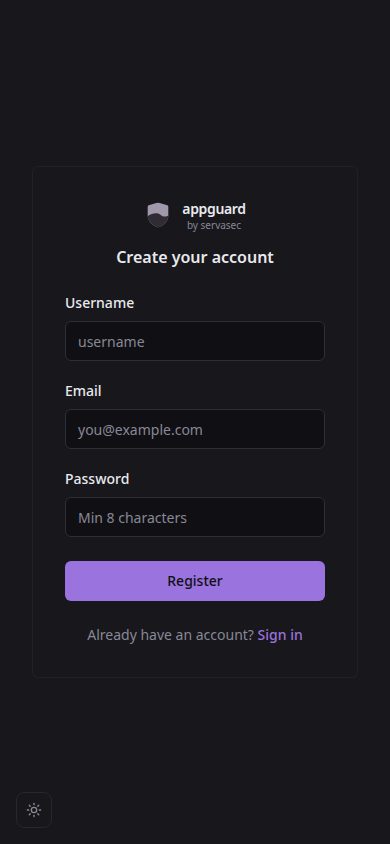 appguard
by servasec
Create your account
Username
username
Email
you@example.com
Password
Min 8 characters
Register
Already have an account? Sign in